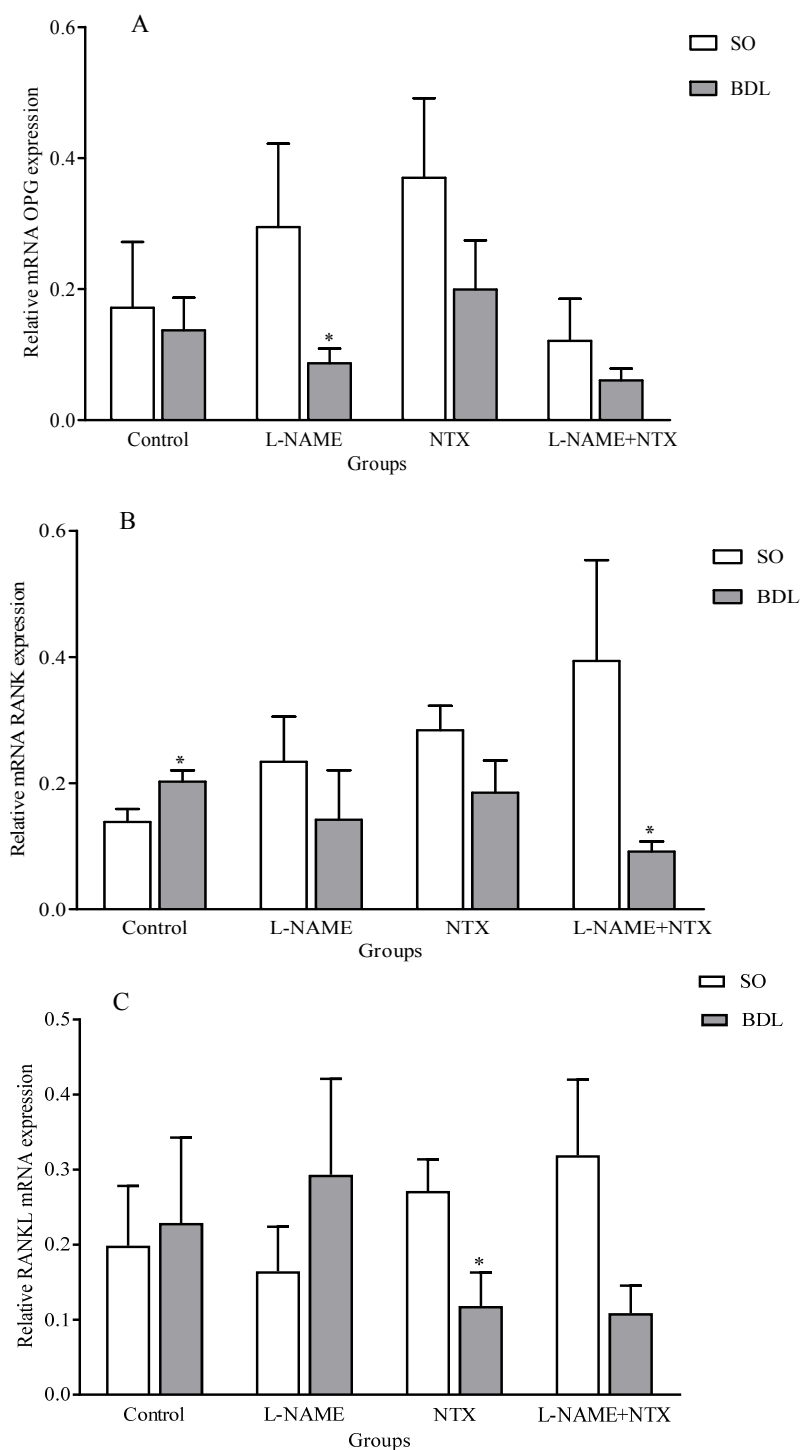 A
SO
BDL
Relative mRNA OPG expression
0.6
0.4
*
0.2
0.0
Control L-NAME NTX L-NAME+NTX
Groups
B
SO
BDL
Relative mRNA RANK expression
0.6
0.4
* *
0.2
0.0
Control L-NAME NTX L-NAME+NTX
Groups
C
SO
BDL
Relative RANKL mRNA expression
0.5
0.4
0.3
0.2
*
0.1
0.0
Control L-NAME NTX L-NAME+NTX
Groups